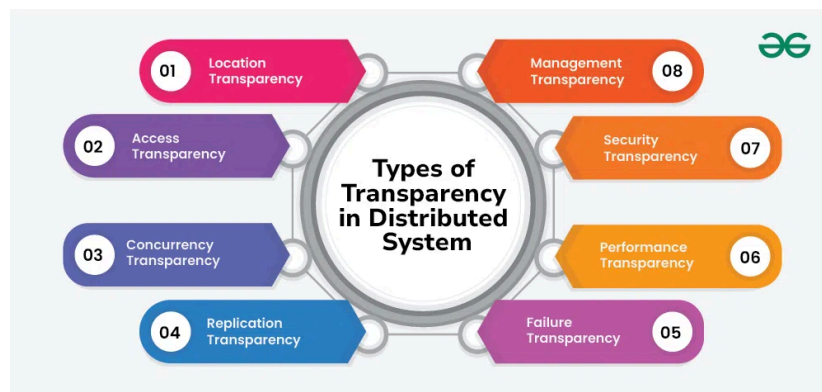 01
Location
Transparency
02
Access
Transparency
03
Concurrency
Transparency
04
Replication
Transparency
Types of
Transparency
in Distributed
System
Management
Transparency
08
Security
Transparency
07
Performance
Transparency
06
Failure
Transparency
05